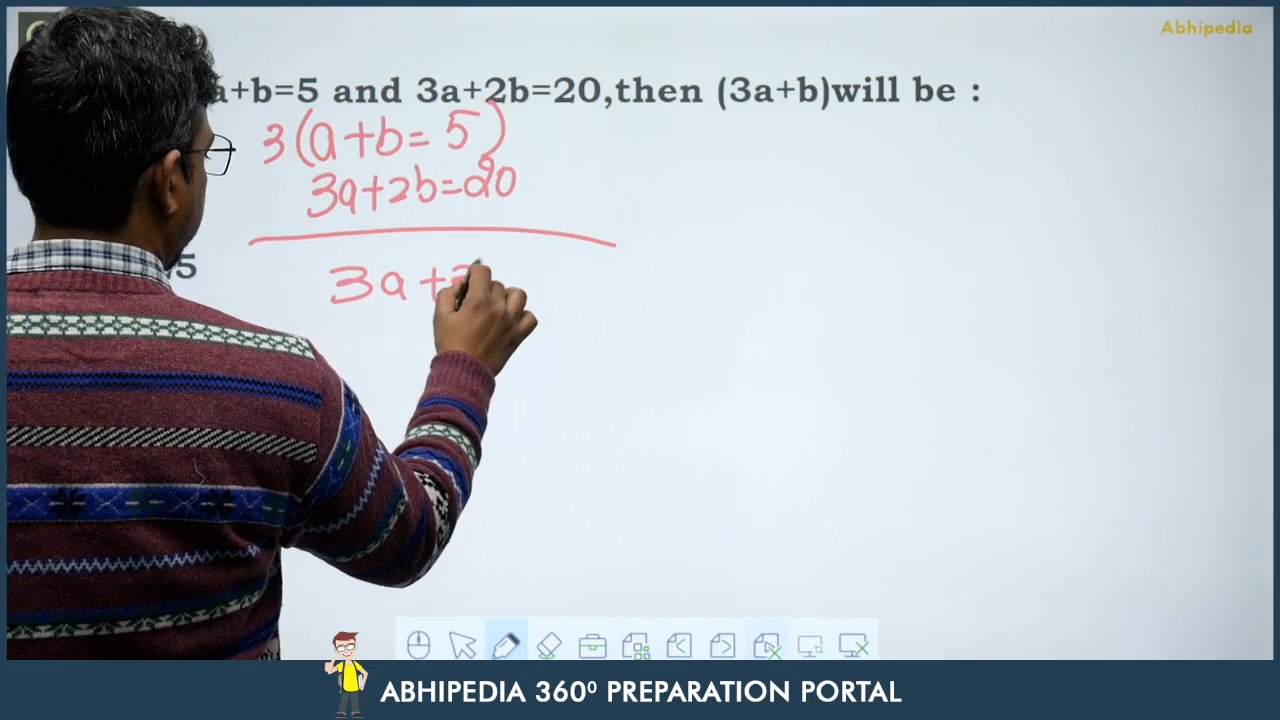 Abhipedia
a+b=5 and 3a+2b=20,then (3a+b)will be :
3(a+b= 5)
3a+2b=20
5
3a+
ABHIPEDIA 360⁰ PREPARATION PORTAL